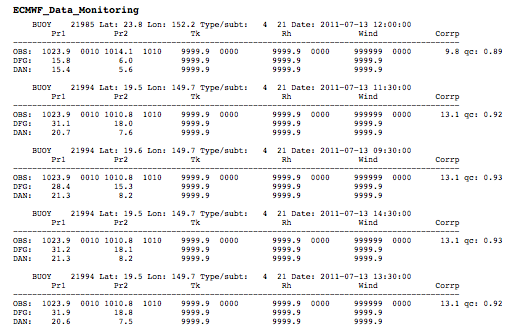 ECMWF_Data_Monitoring
BUOY 21985 Lat: 23.8 Lon: 152.2 Type/subt: 4 21 Date: 2011-07-13 12:00:00
Pr1 Pr2 Tk Rh Wind Corrp
--------------------------------------------------------------------------------
OBS: 1023.9 0010 1014.1 1010 9999.9 0000 9999.9 0000 999999 0000 9.8 qc: 0.89
DFG: 15.8 6.0 9999.9 9999.9 9999.9
DAN: 15.4 5.6 9999.9 9999.9 9999.9
BUOY 21994 Lat: 19.5 Lon: 149.7 Type/subt: 4 21 Date: 2011-07-13 11:30:00
Pr1 Pr2 Tk Rh Wind Corrp
--------------------------------------------------------------------------------
OBS: 1023.9 0010 1010.8 1010 9999.9 0000 9999.9 0000 999999 0000 13.1 qc: 0.92
DFG: 31.1 18.0 9999.9 9999.9 9999.9
DAN: 20.7 7.6 9999.9 9999.9 9999.9
BUOY 21994 Lat: 19.6 Lon: 149.7 Type/subt: 4 21 Date: 2011-07-13 09:30:00
Pr1 Pr2 Tk Rh Wind Corrp
--------------------------------------------------------------------------------
OBS: 1023.9 0010 1010.8 1010 9999.9 0000 9999.9 0000 999999 0000 13.1 qc: 0.93
DFG: 28.4 15.3 9999.9 9999.9 9999.9
DAN: 21.3 8.2 9999.9 9999.9 9999.9
BUOY 21994 Lat: 19.5 Lon: 149.7 Type/subt: 4 21 Date: 2011-07-13 14:30:00
Pr1 Pr2 Tk Rh Wind Corrp
--------------------------------------------------------------------------------
OBS: 1023.9 0010 1010.8 1010 9999.9 0000 9999.9 0000 999999 0000 13.1 qc: 0.93
DFG: 31.2 18.1 9999.9 9999.9 9999.9
DAN: 21.3 8.2 9999.9 9999.9 9999.9
BUOY 21994 Lat: 19.5 Lon: 149.7 Type/subt: 4 21 Date: 2011-07-13 13:30:00
Pr1 Pr2 Tk Rh Wind Corrp
--------------------------------------------------------------------------------
OBS: 1023.9 0010 1010.8 1010 9999.9 0000 9999.9 0000 999999 0000 13.1 qc: 0.92
DFG: 31.9 18.8 9999.9 9999.9 9999.9
DAN: 20.6 7.5 9999.9 9999.9 9999.9